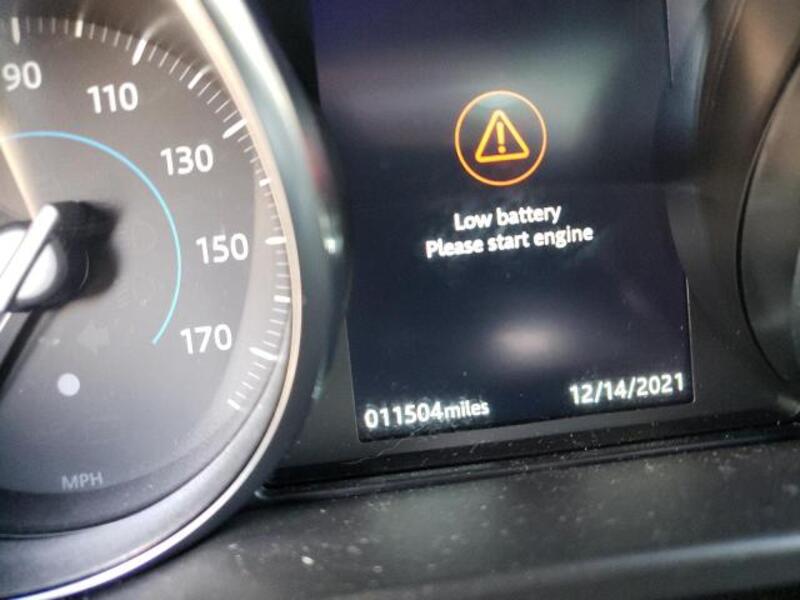 90
110
130
150
170
MPH
Low battery
Please start engine
011504miles
12/14/2021